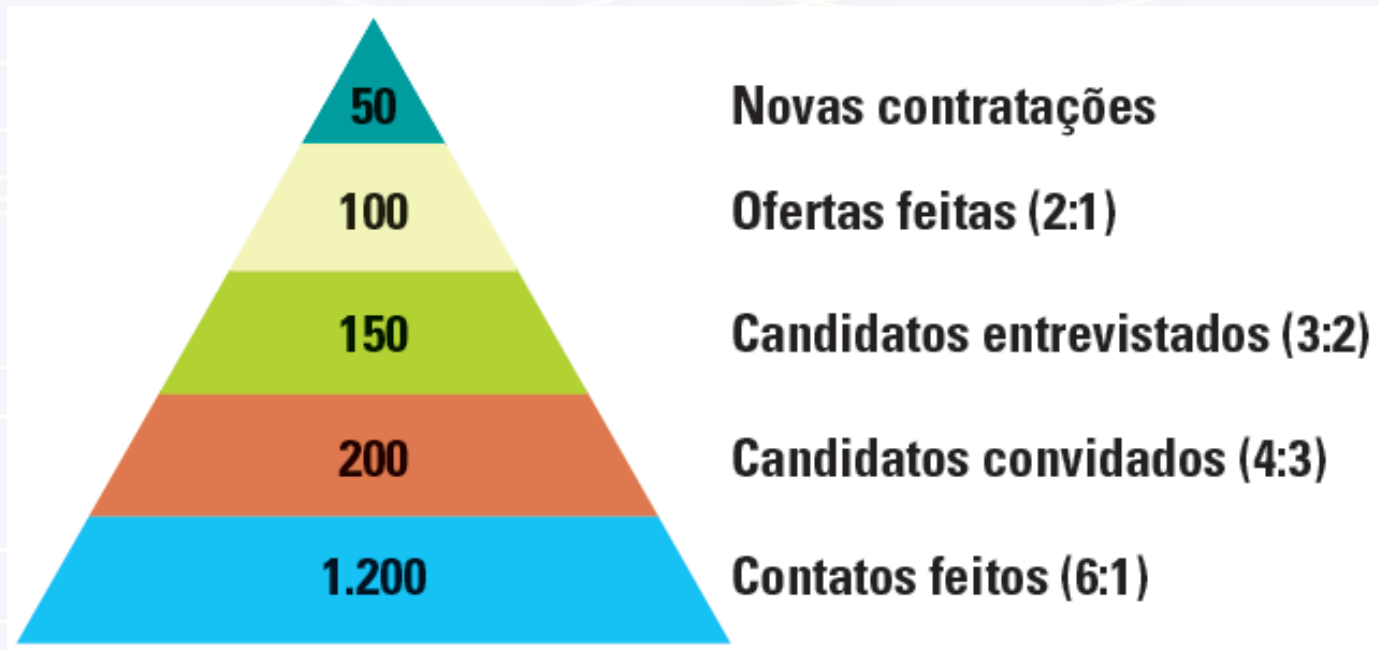 50 Novas contratações
100 Ofertas feitas (2:1)
150 Candidatos entrevistados (3:2)
200 Candidatos convidados (4:3)
1.200 Contatos feitos (6:1)